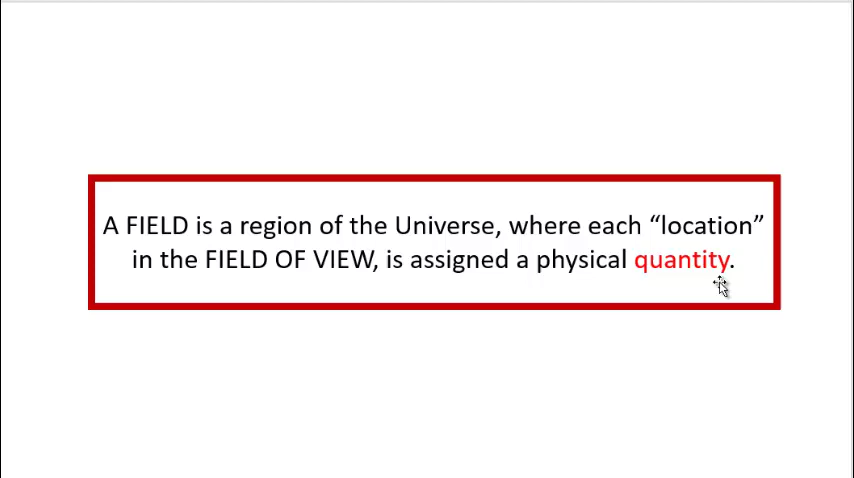 A FIELD is a region of the Universe, where each “location”
in the FIELD OF VIEW, is assigned a physical quantity.